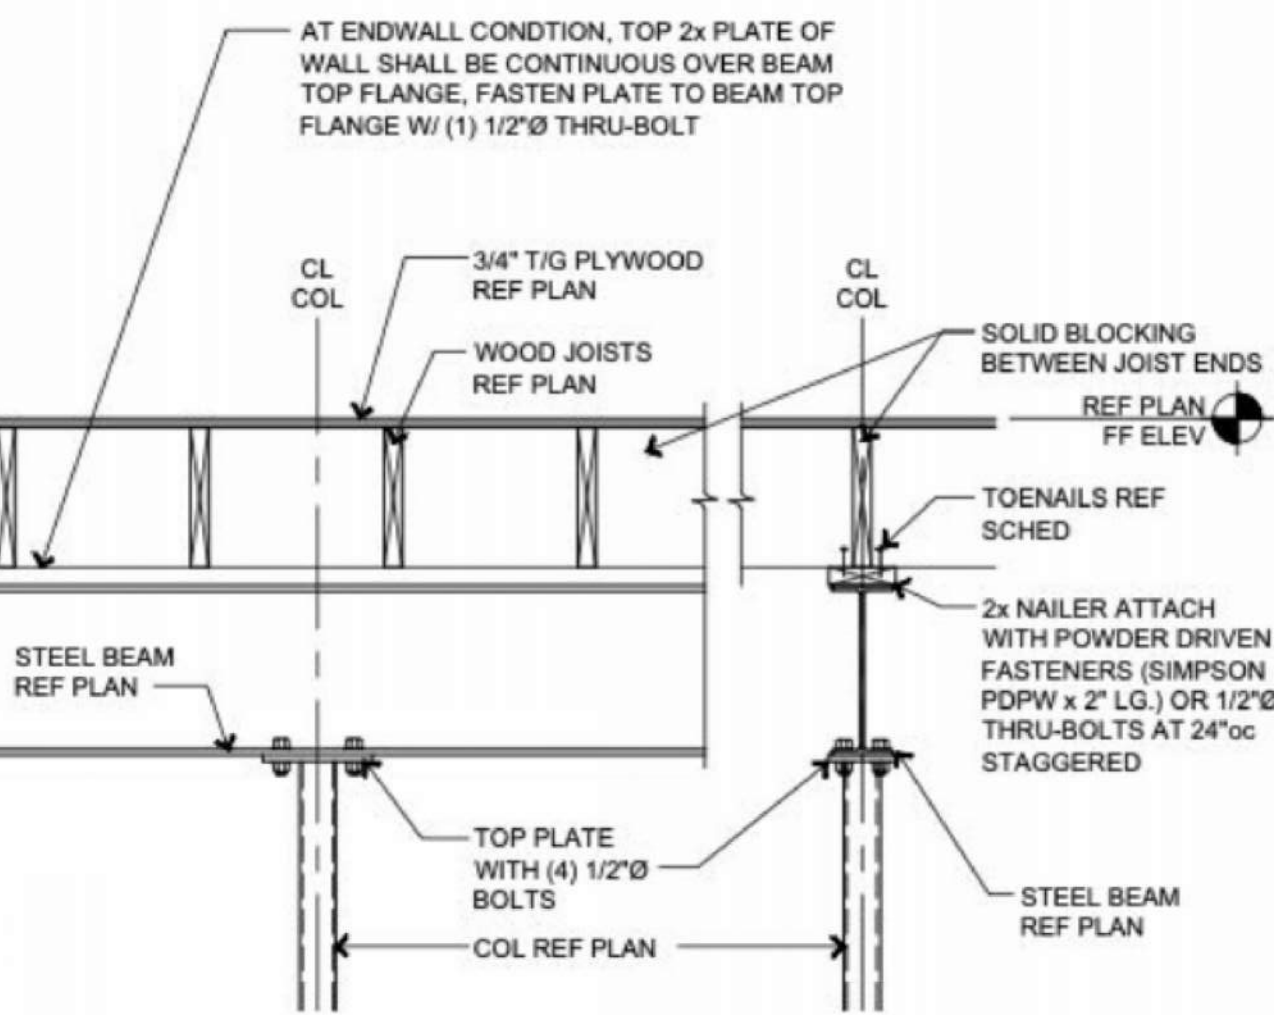 AT ENDWALL CONDTION, TOP 2x PLATE OF
WALL SHALL BE CONTINUOUS OVER BEAM
TOP FLANGE, FASTEN PLATE TO BEAM TOP
FLANGE W/ (1) 1/2"Ø THRU-BOLT
CL
COL
3/4" T/G PLYWOOD
REF PLAN
WOOD JOISTS
REF PLAN
CL
COL
SOLID BLOCKING
BETWEEN JOIST ENDS
REF PLAN
FF ELEV
TOENAILS REF
SCHED
2x NAILER ATTACH
WITH POWDER DRIVEN
FASTENERS (SIMPSON
PDPW x 2" LG.) OR 1/2"Ø
THRU-BOLTS AT 24"oc
STAGGERED
STEEL BEAM
REF PLAN
TOP PLATE
WITH (4) 1/2"Ø
BOLTS
COL REF PLAN
STEEL BEAM
REF PLAN